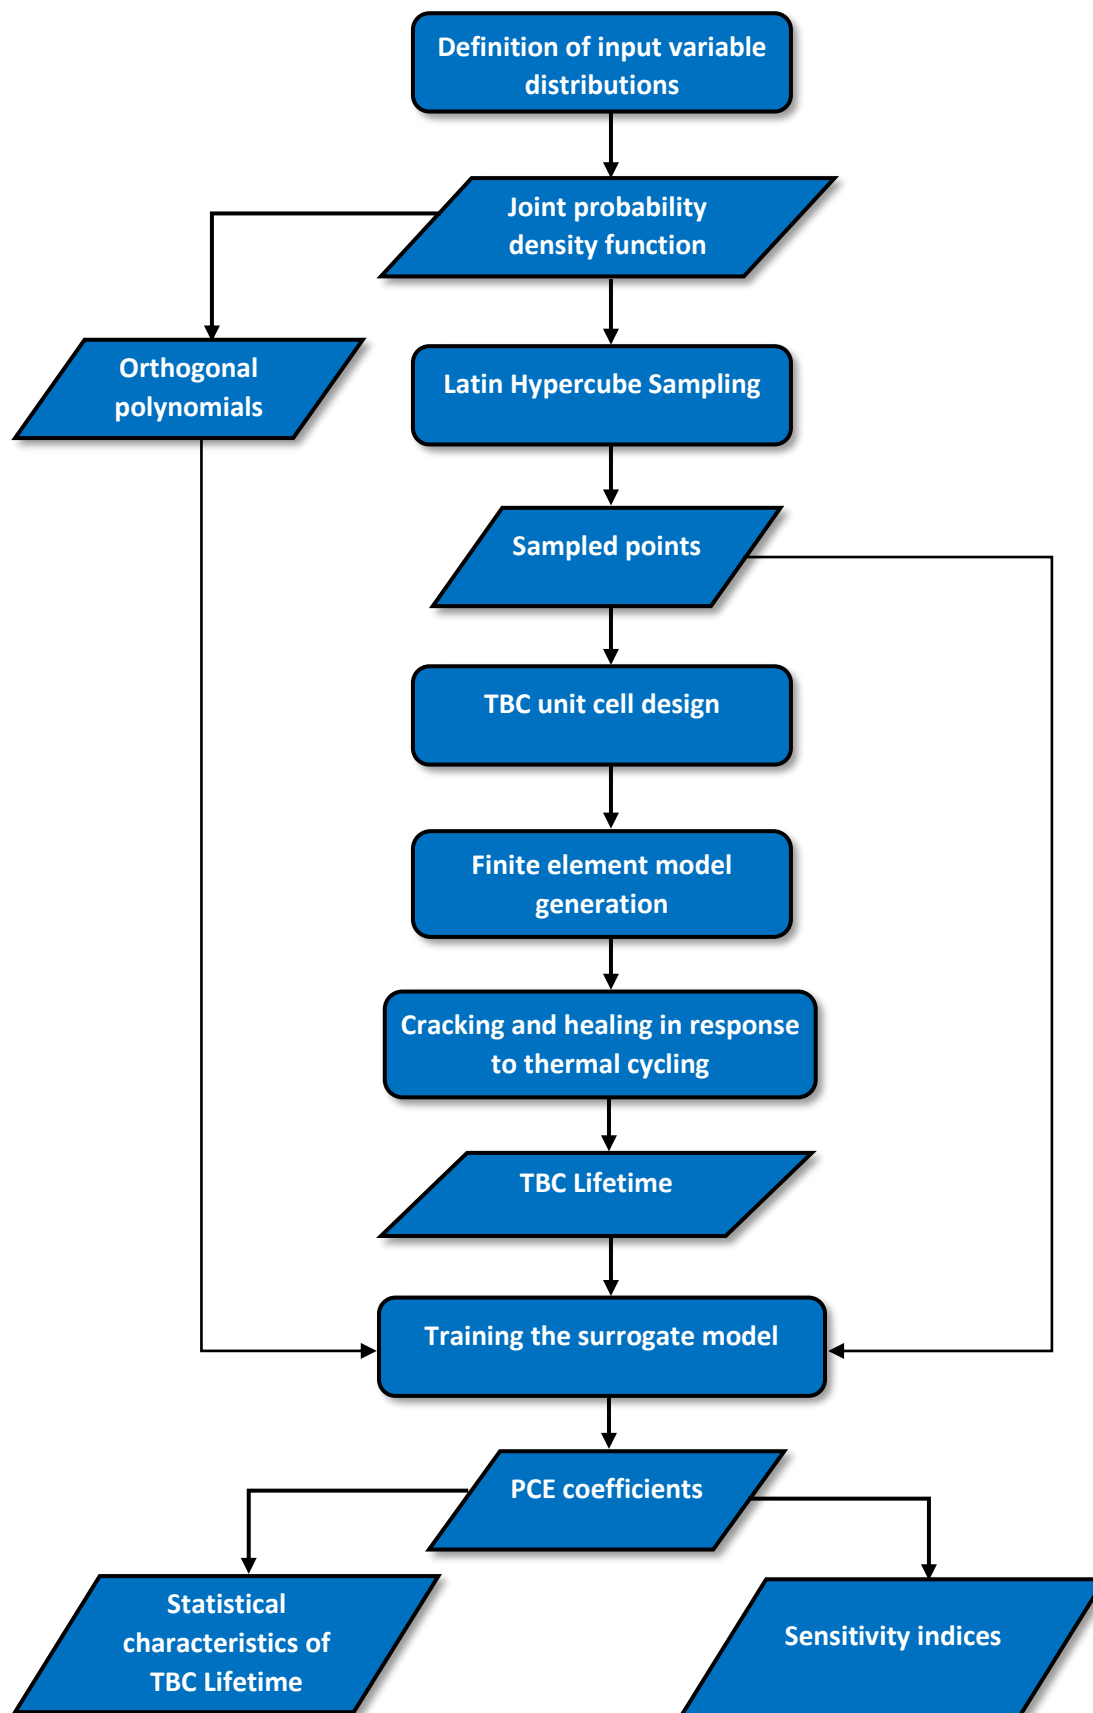 Definition of input variable
distributions
Joint probability
density function
Orthogonal
polynomials
Latin Hypercube Sampling
Sampled points
TBC unit cell design
Finite element model
generation
Cracking and healing in response
to thermal cycling
TBC Lifetime
Training the surrogate model
PCE coefficients
Statistical
characteristics of
TBC Lifetime
Sensitivity indices